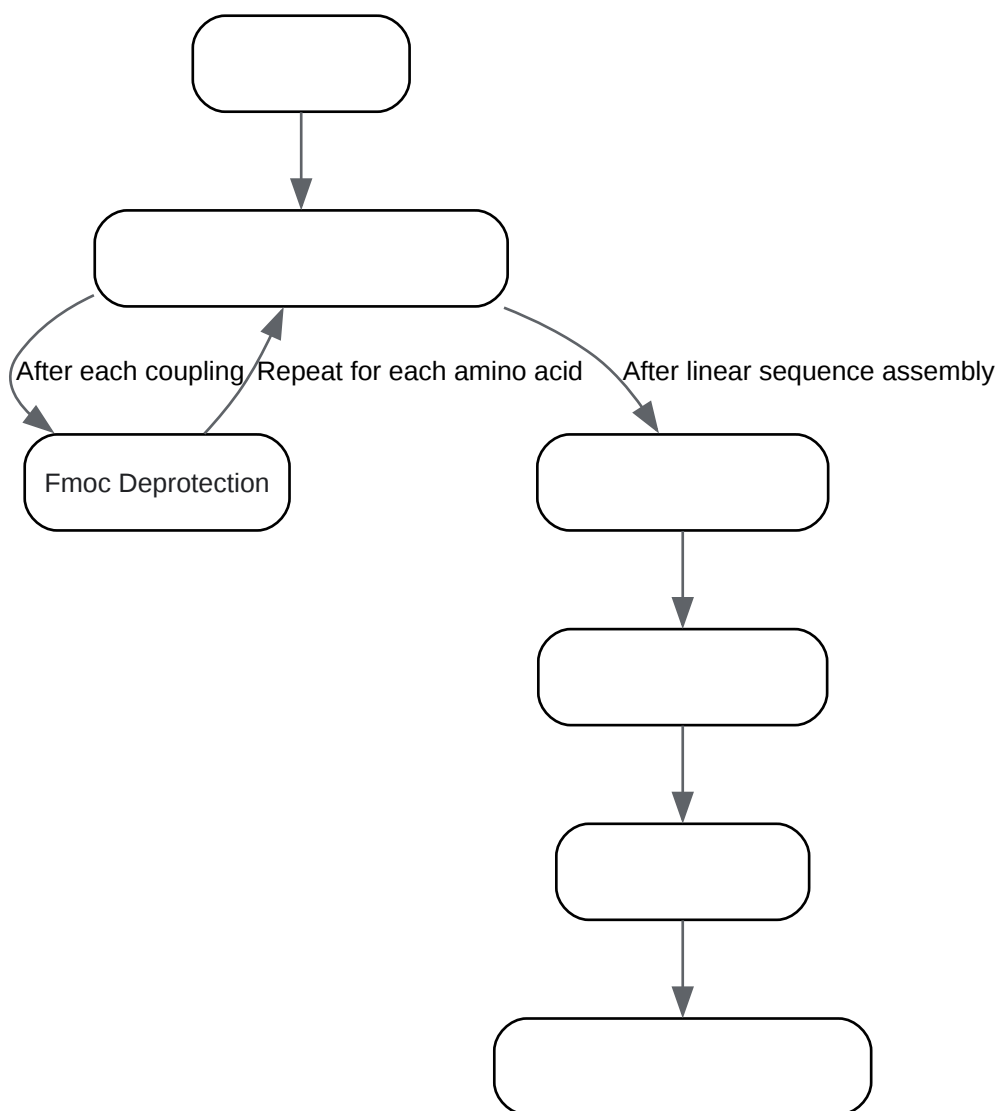 After each coupling
Repeat for each amino acid
After linear sequence assembly
Fmoc Deprotection